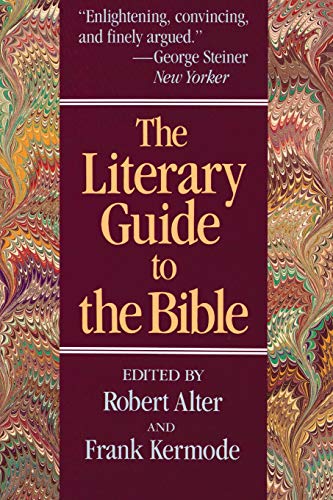 “Enlightening, convincing,
and finely argued.”
—George Steiner
New Yorker
The
Literary
Guide
to
the Bible
EDITED BY
Robert Alter
AND
Frank Kermode